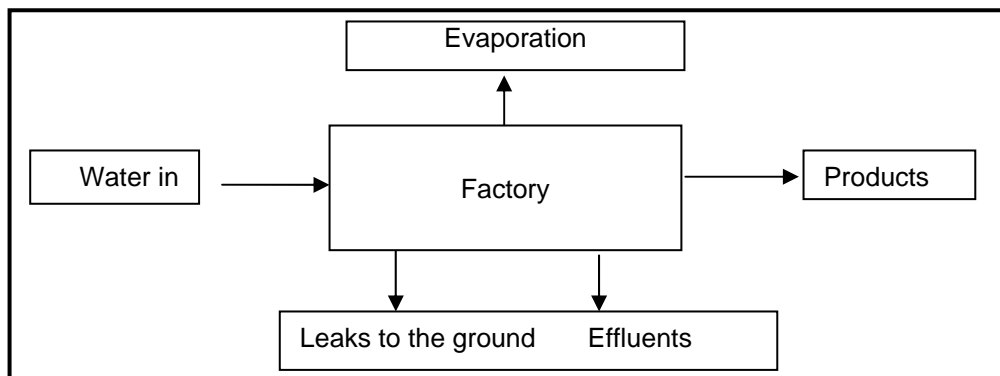 Evaporation
Water in
Factory
Products
Leaks to the ground Effluents